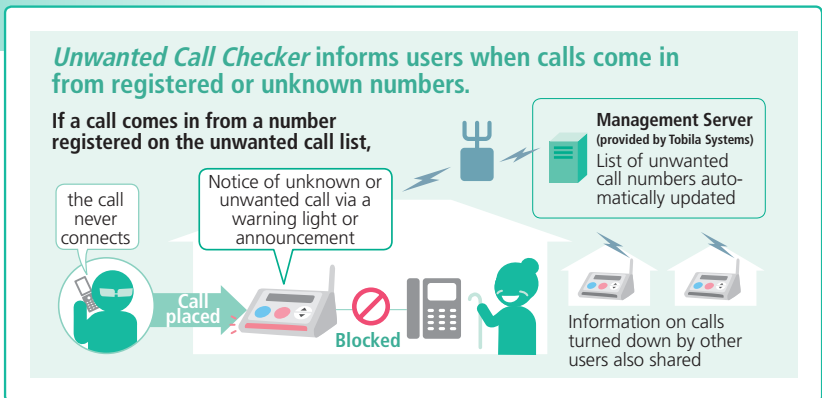 Unwanted Call Checker informs users when calls come in
from registered or unknown numbers.
If a call comes in from a number
registered on the unwanted call list,
the call
never
connects
Notice of unknown or
unwanted call via a
warning light or
announcement
Management Server
(provided by Tobila Systems)
List of unwanted
call numbers auto-
matically updated
Call
placed
Blocked
Information on calls
turned down by other
users also shared